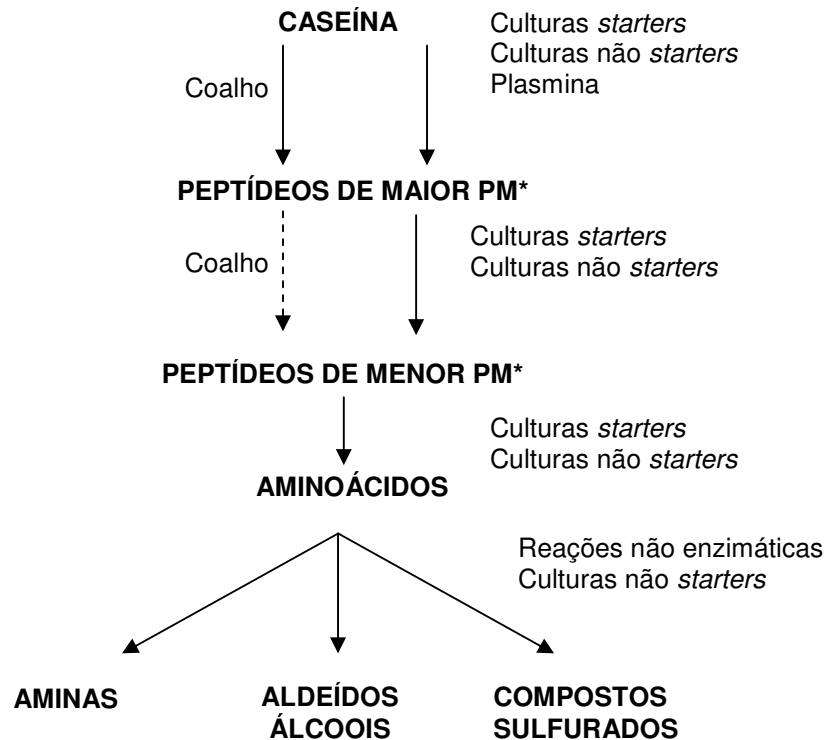 CASEÍNA
Culturas starters
Culturas não starters
Plasmina
Coalho
PEPTÍDEOS DE MAIOR PM*
Culturas starters
Culturas não starters
Coalho
PEPTÍDEOS DE MENOR PM*
Culturas starters
Culturas não starters
AMINOÁCIDOS
Reações não enzimáticas
Culturas não starters
AMINAS
ALDEÍDOS
ÁLCOOIS
COMPOSTOS
SULFURADOS